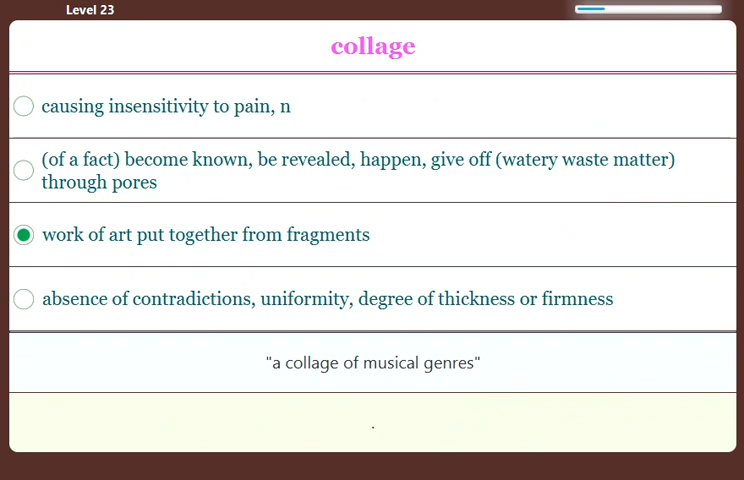 Level 23
collage
causing insensitivity to pain, n
(of a fact) become known, be revealed, happen, give off (watery waste matter)
through pores
work of art put together from fragments
absence of contradictions, uniformity, degree of thickness or firmness
"a collage of musical genres"
.